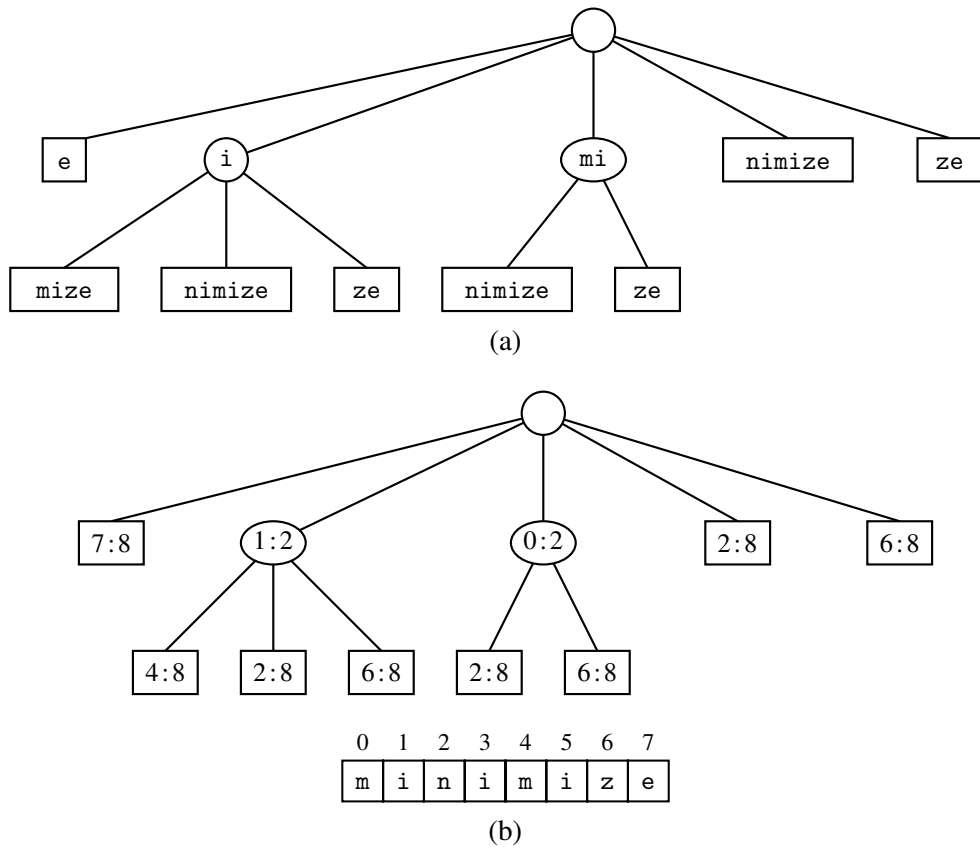 e i mi nimize ze
mize nimize ze nimize ze
(a)
7:8 1:2 0:2 2:8 6:8
4:8 2:8 6:8 2:8 6:8
0 1 2 3 4 5 6 7
m i n i m i z e
(b)